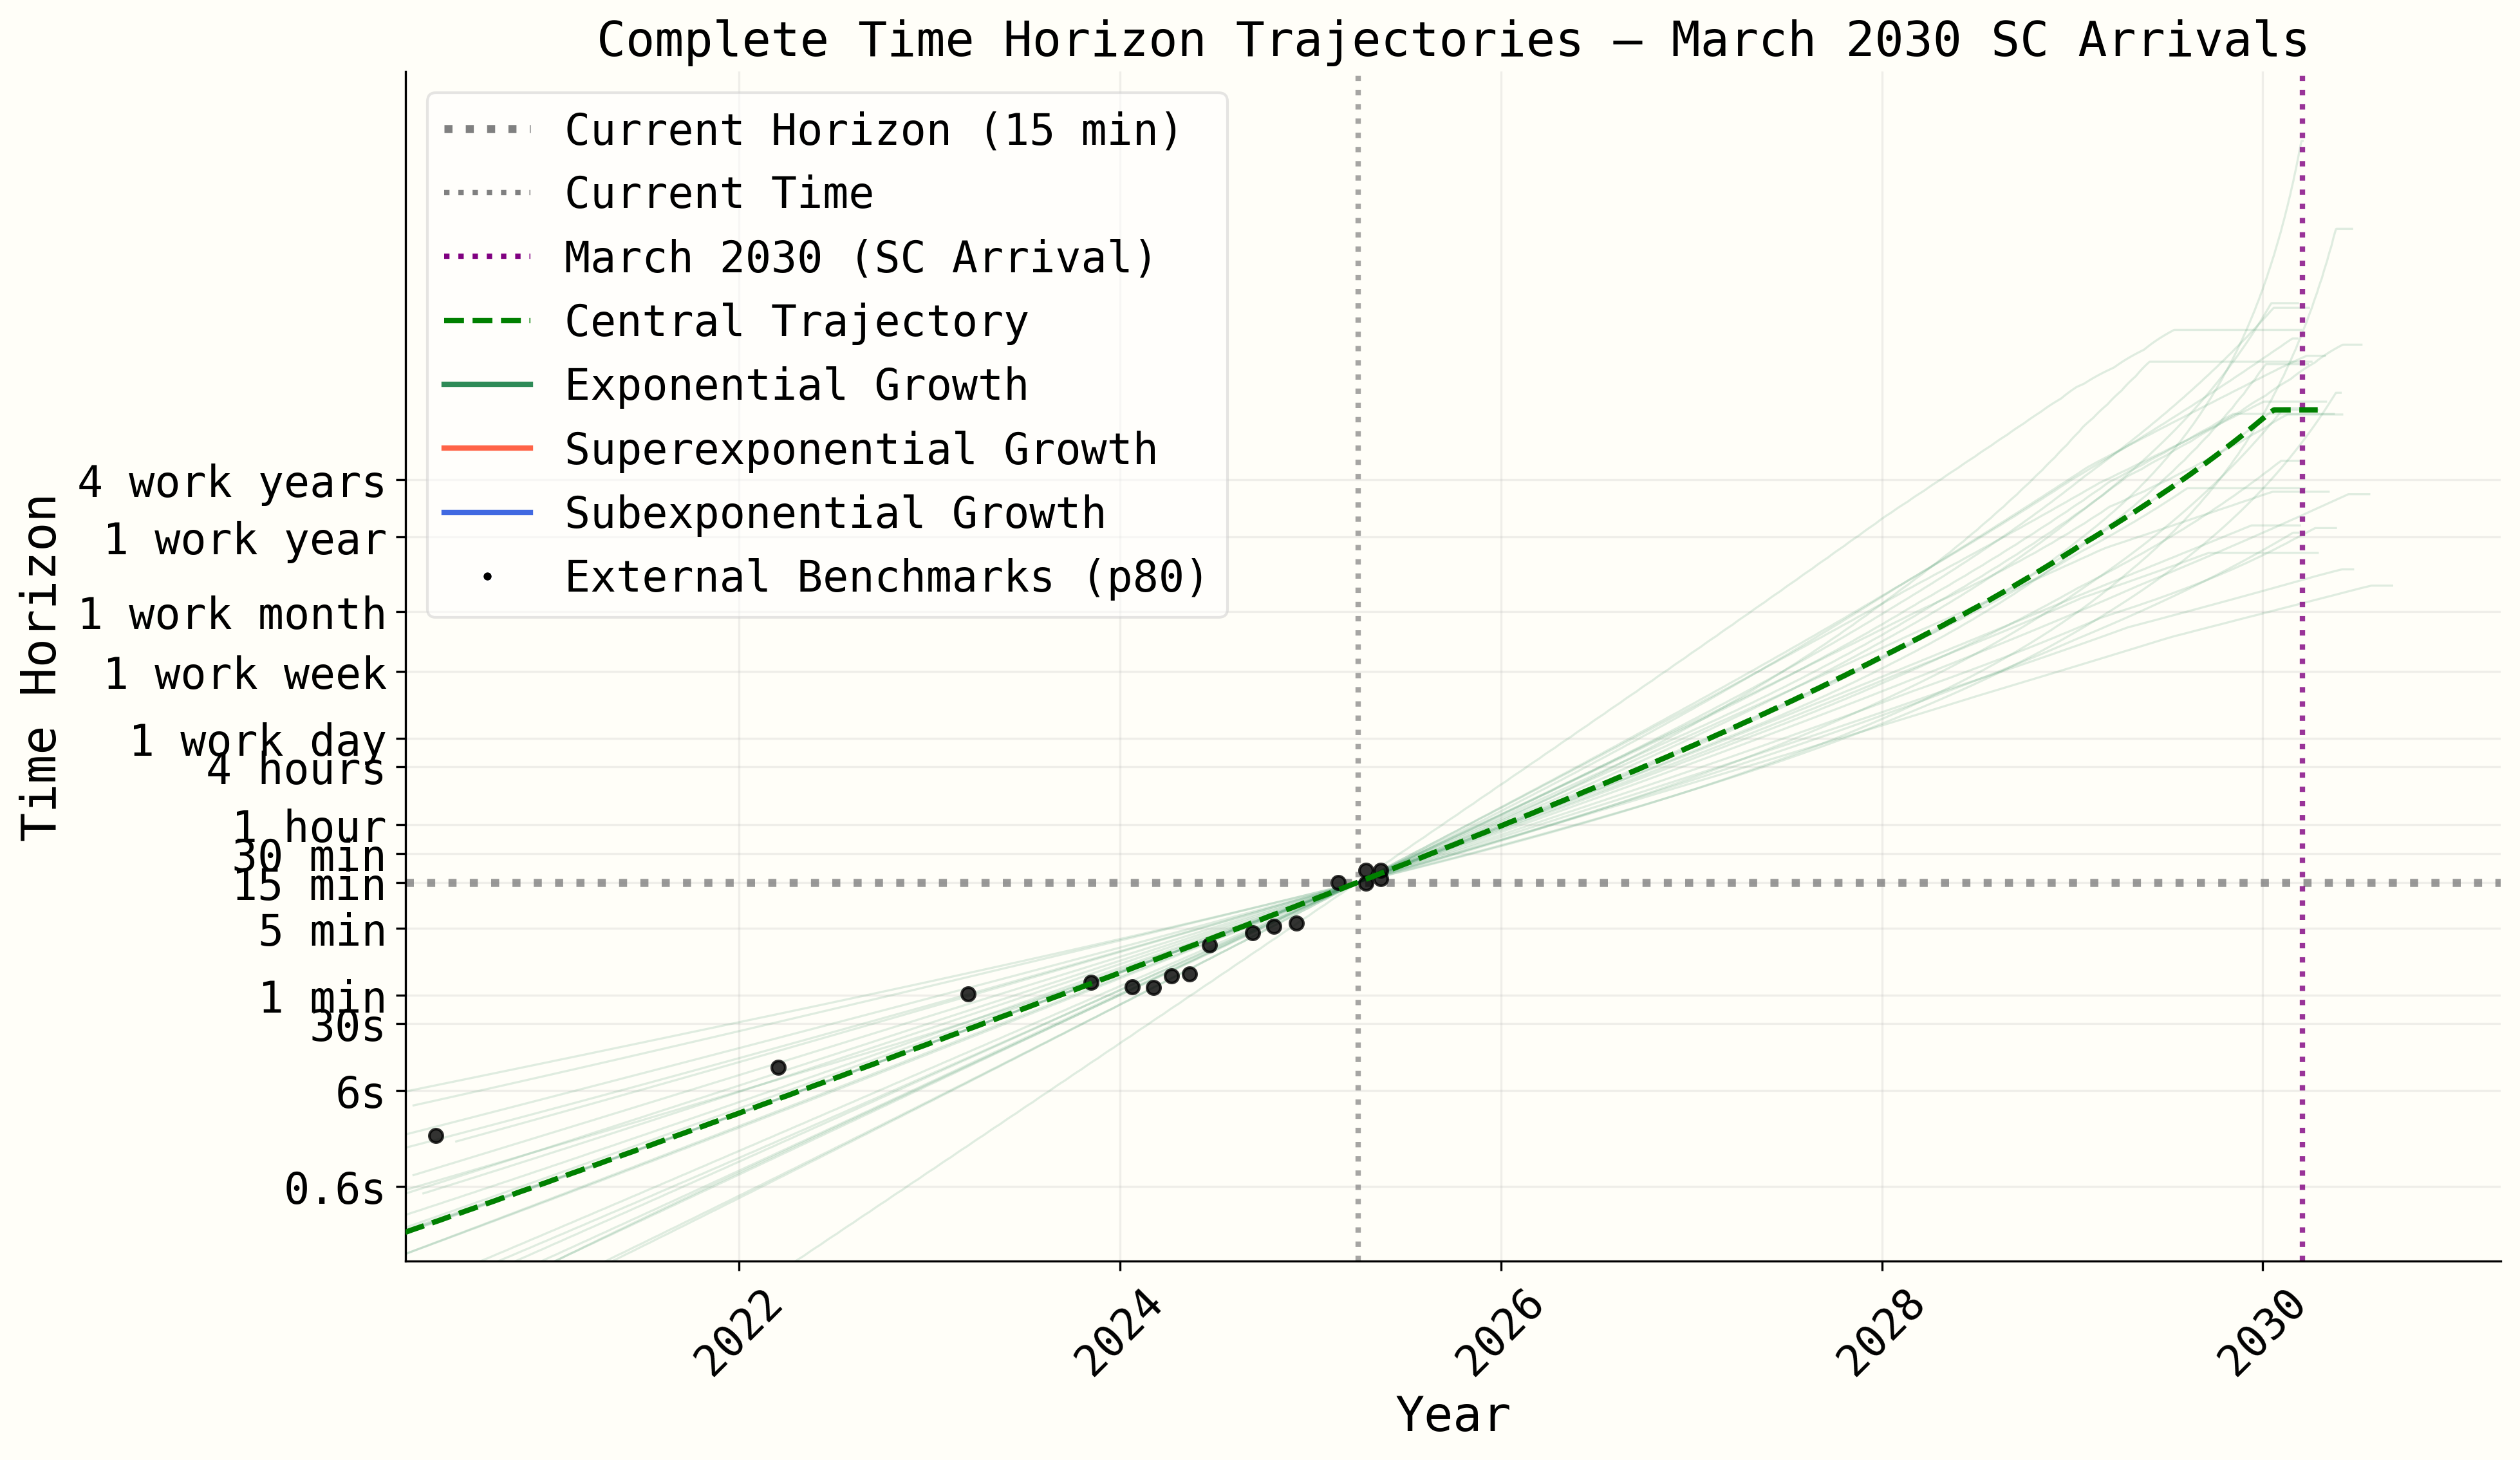 Complete Time Horizon Trajectories — March 2030 SC Arrivals
Current Horizon (15 min)
Current Time
March 2030 (SC Arrival)
Central Trajectory
Exponential Growth
Superexponential Growth
Subexponential Growth
External Benchmarks (p80)
Time Horizon
4 work years
1 work year
1 work month
1 work week
1 work day
4 hours
1 hour
30 min
15 min
5 min
1 min
30s
6s
0.6s
2022
2024
2026
2028
2030
Year